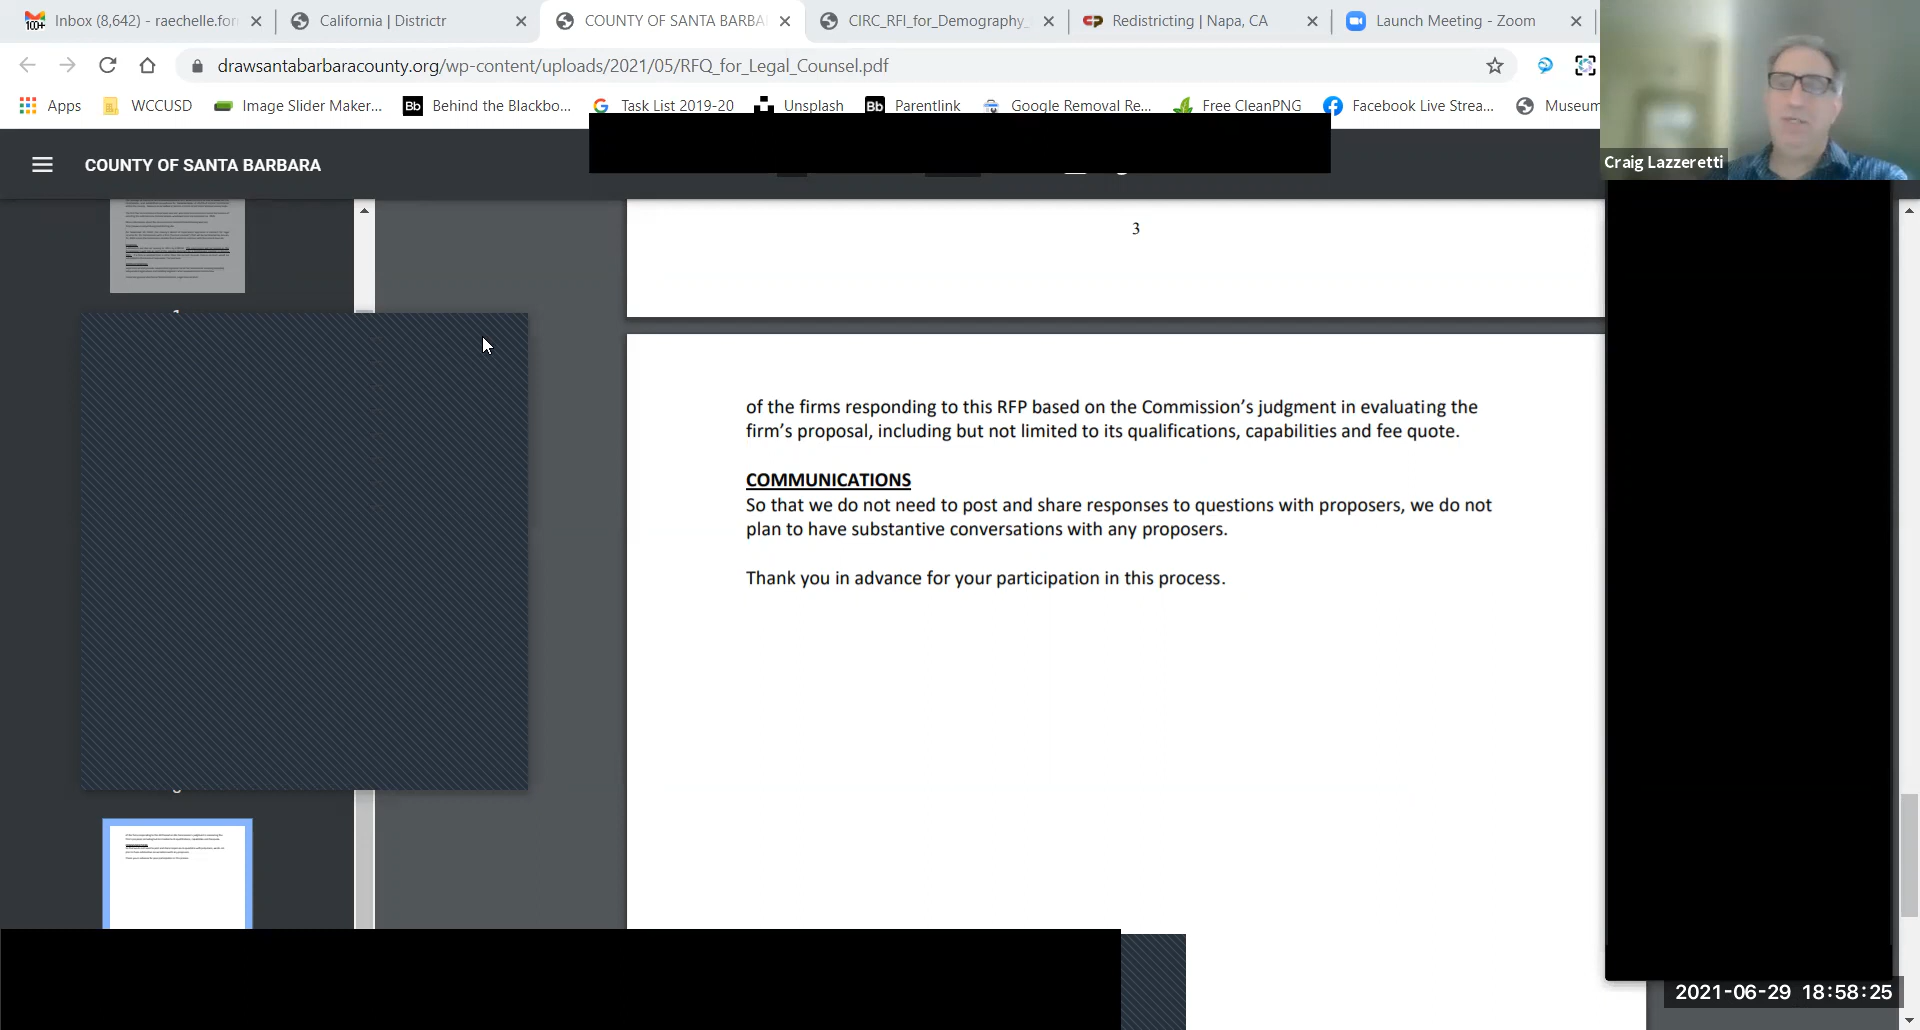 Inbox (8,642) - raechelle.for
California | Districtr
COUNTY OF SANTA BARBA
CIRC_RFI_for_Demography_
Redistricting | Napa, CA
Launch Meeting - Zoom
drawsantabarbaracounty.org/wp-content/uploads/2021/05/RFQ_for_Legal_Counsel.pdf
Apps
WCCUSD
Image Slider Maker...
Behind the Blackbo...
Task List 2019-20
Unsplash
Parentlink
Google Removal Re...
Free CleanPNG
Facebook Live Strea...
Museum
COUNTY OF SANTA BARBARA
Craig Lazzeretti
3
of the firms responding to this RFP based on the Commission's judgment in evaluating the
firm's proposal, including but not limited to its qualifications, capabilities and fee quote.
COMMUNICATIONS
So that we do not need to post and share responses to questions with proposers, we do not
plan to have substantive conversations with any proposers.
Thank you in advance for your participation in this process.
2021-06-29 18:58:25